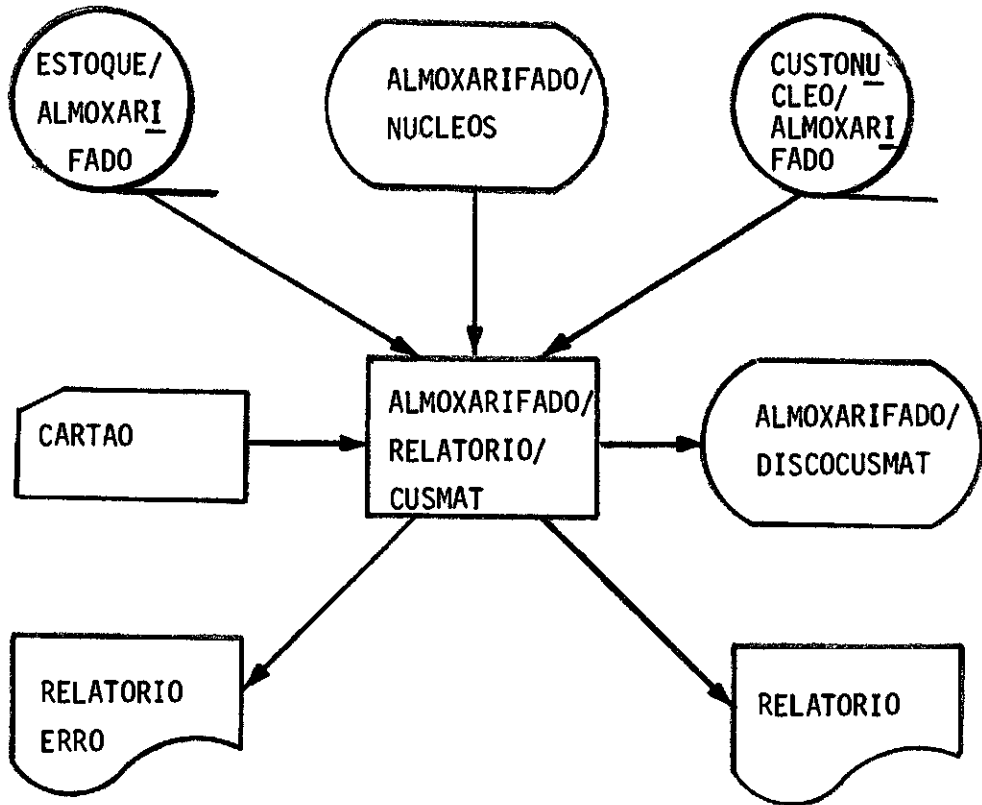 ESTOQUE/
ALMOXARI
FADO
ALMOXARIFADO/
NUCLEOS
CUSTONU
CLEO/
ALMOXARI
FADO
CARTAO
ALMOXARIFADO/
RELATORIO/
CUSMAT
ALMOXARIFADO/
DISCOCUSMAT
RELATORIO
ERRO
RELATORIO